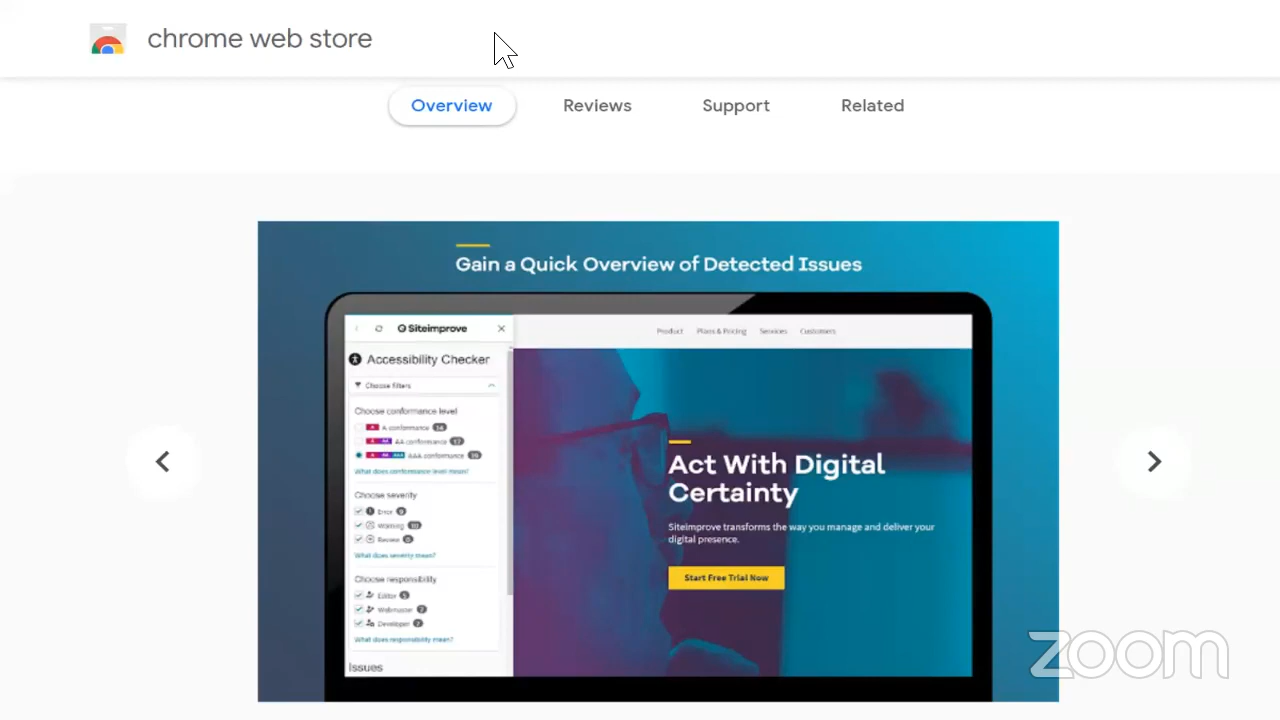 chrome web store
Overview
Reviews
Support
Related
Gain a Quick Overview of Detected Issues
Siteimprove
Product
Plans & Pricing
Services
Customers
Accessibility Checker
Choose filters
Choose conformance level
A conformance
AA conformance
AAA conformance
What does conformance level mean?
Choose severity
Error
Warning
Review
What does severity mean?
Choose responsibility
Editor
Webmaster
Developer
What does responsibility mean?
Issues
Act With Digital
Certainty
Siteimprove transforms the way you manage and deliver your
digital presence.
Start Free Trial Now
zoom